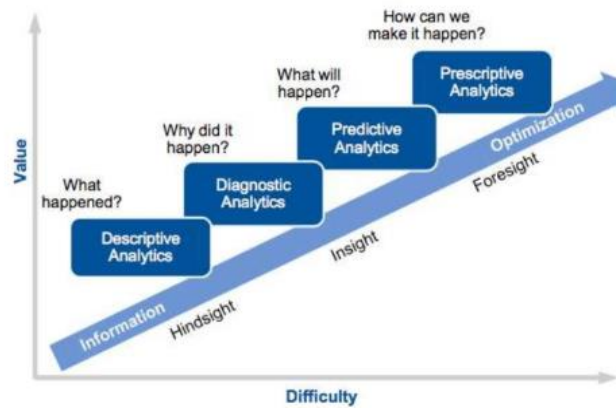 How can we
make it happen?
Prescriptive
Analytics
What will
happen?
Predictive
Analytics
Why did it
happen?
Diagnostic
Analytics
What
happened?
Descriptive
Analytics
Value
Information
Optimization
Hindsight
Insight
Foresight
Difficulty